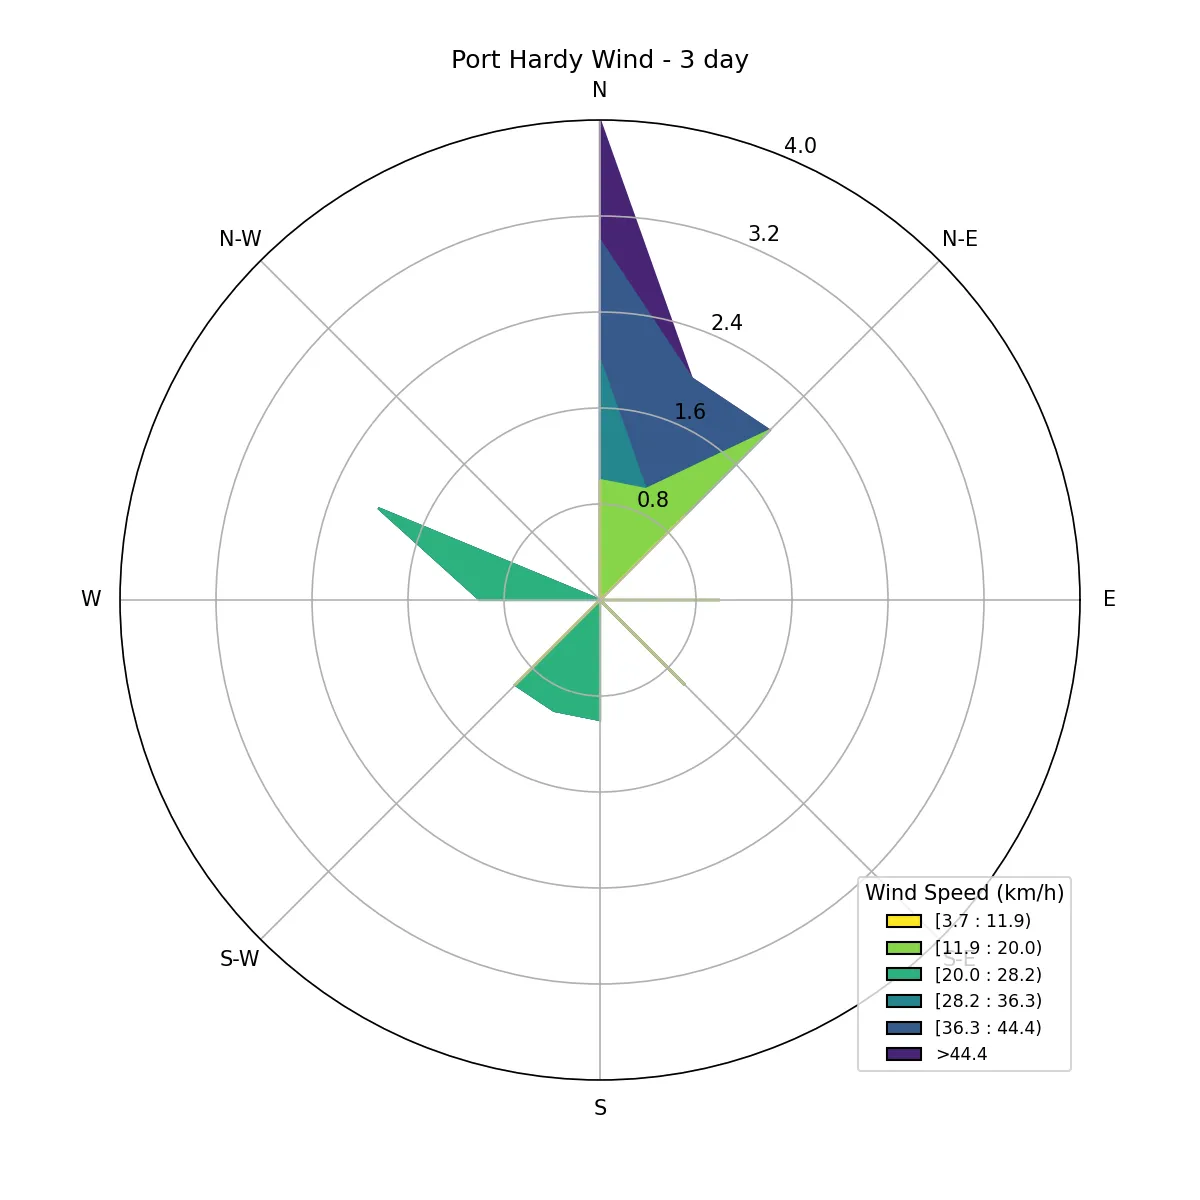 Port Hardy Wind - 3 day
N
4.0
3.2
N-W
N-E
2.4
1.6
0.8
W
E
Wind Speed (km/h)
[3.7 : 11.9)
[11.9 : 20.0)
S-W
S-E
[20.0 : 28.2)
[28.2 : 36.3)
[36.3 : 44.4)
>44.4
S